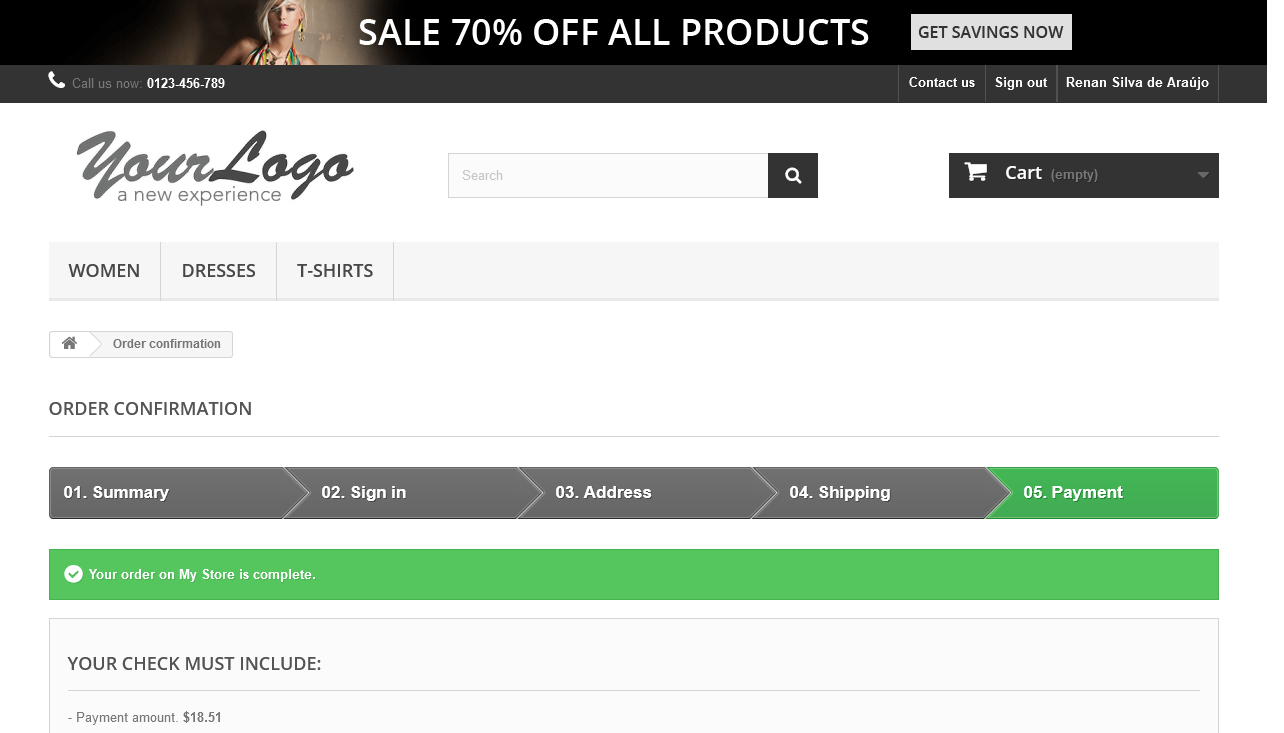 SALE 70% OFF ALL PRODUCTS GET SAVINGS NOW
Call us now: 0123-456-789 Contact us Sign out Renan Silva de Araújo
YourLogo
a new experience
Search
Cart (empty)
WOMEN DRESSES T-SHIRTS
Order confirmation
ORDER CONFIRMATION
01. Summary 02. Sign in 03. Address 04. Shipping 05. Payment
Your order on My Store is complete.
YOUR CHECK MUST INCLUDE:
- Payment amount. $18.51